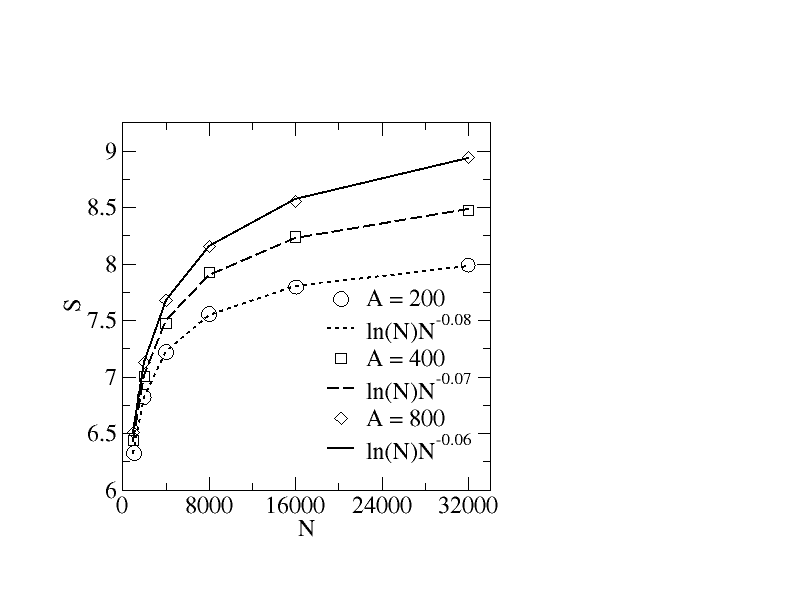 9
8.5
8
7.5
7
6.5
6
S
0 8000 16000 24000 32000
N
A = 200
ln(N)N^-0.08
A = 400
ln(N)N^-0.07
A = 800
ln(N)N^-0.06